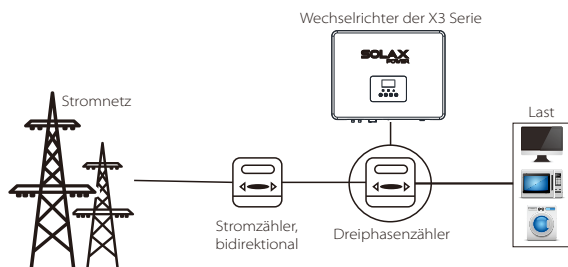 Wechselrichter der X3 Serie
SOLAX
POWER
Stromnetz
Last
Stromzähler,
bidirektional
Dreiphasenzähler